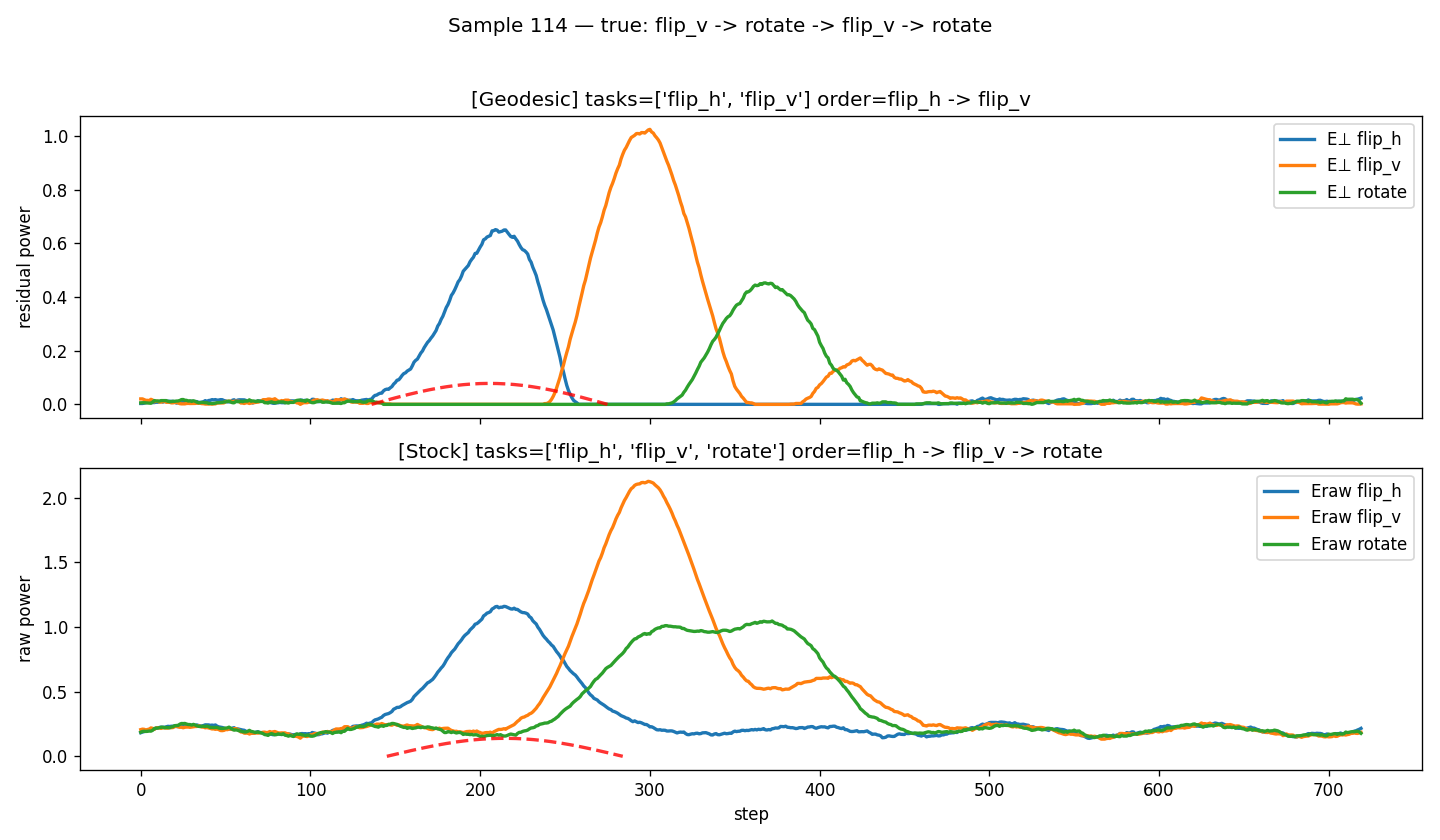 Sample 114 — true: flip_v -> rotate -> flip_v -> rotate
[Geodesic] tasks=['flip_h', 'flip_v'] order=flip_h -> flip_v
residual power
1.0
0.8
0.6
0.4
0.2
0.0
E⊥ flip_h
E⊥ flip_v
E⊥ rotate
[Stock] tasks=['flip_h', 'flip_v', 'rotate'] order=flip_h -> flip_v -> rotate
raw power
2.0
1.5
1.0
0.5
0.0
Eraw flip_h
Eraw flip_v
Eraw rotate
0 100 200 300 400 500 600 700
step